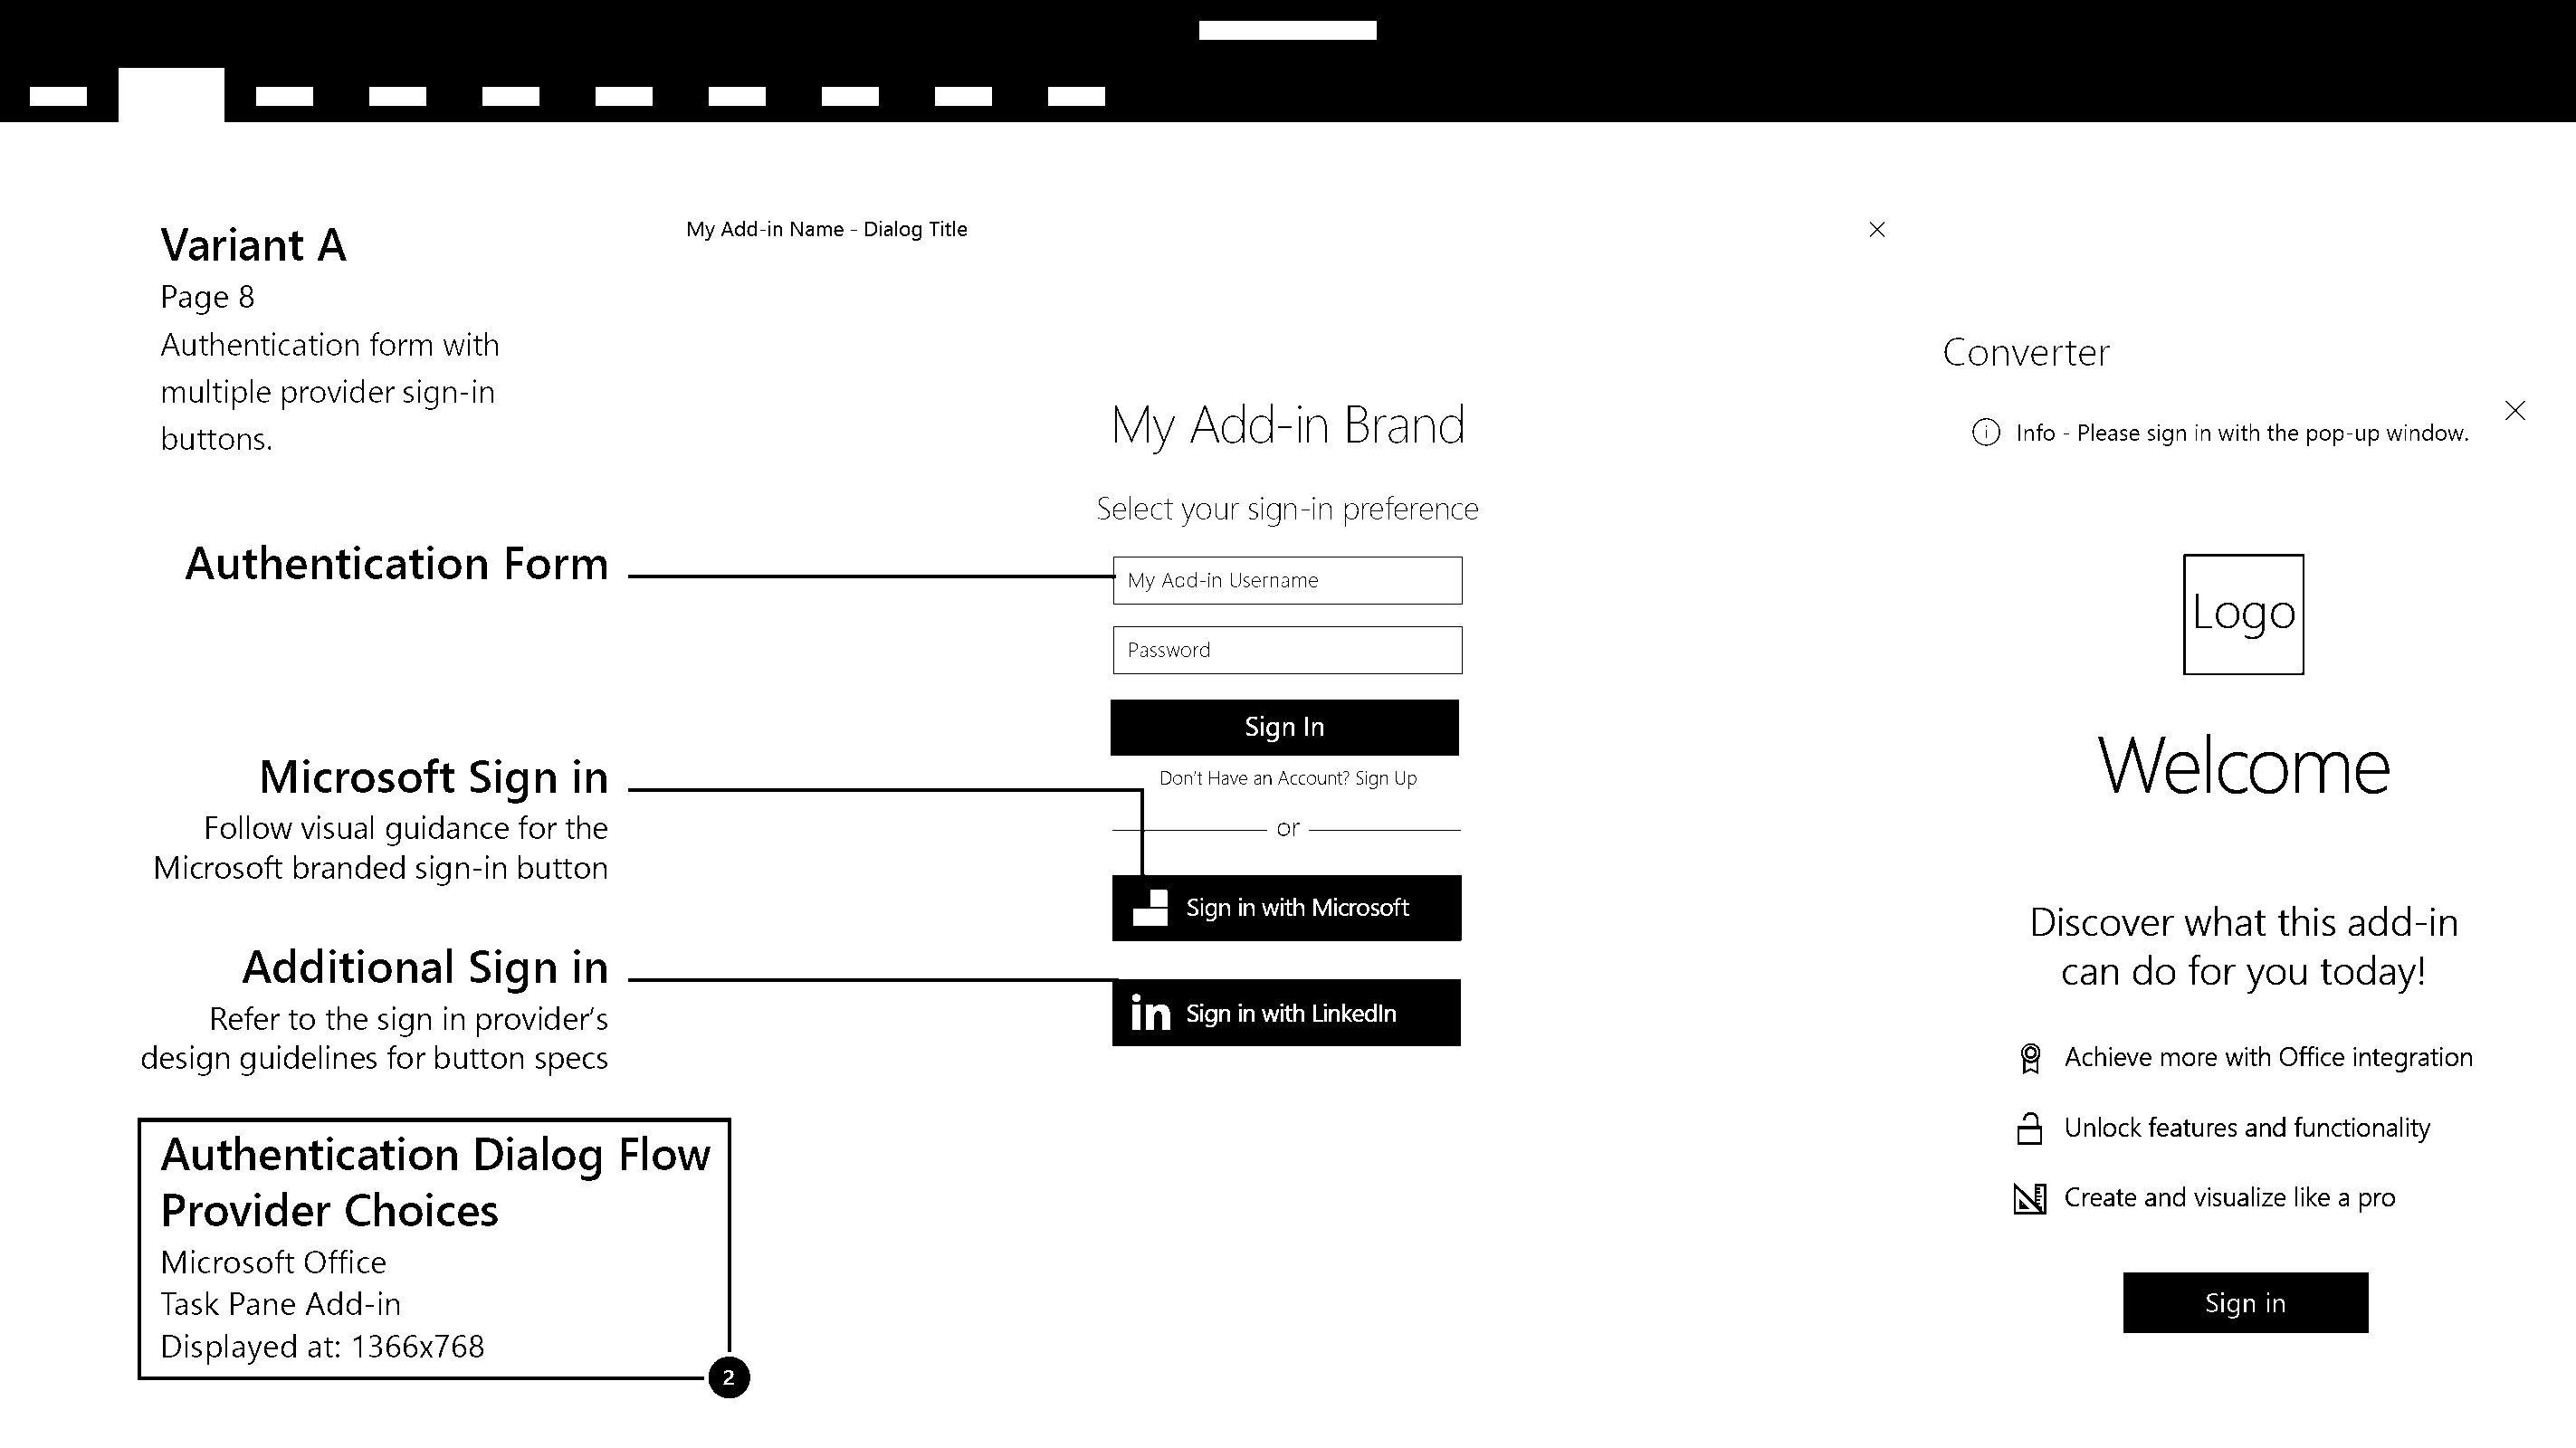 Variant A
Page 8
Authentication form with
multiple provider sign-in
buttons.
Authentication Form
Microsoft Sign in
Follow visual guidance for the
Microsoft branded sign-in button
Additional Sign in
Refer to the sign in provider's
design guidelines for button specs
Authentication Dialog Flow
Provider Choices
Microsoft Office
Task Pane Add-in
Displayed at: 1366x768
2
My Add-in Name - Dialog Title
My Add-in Brand
Select your sign-in preference
My Add-in Username
Password
Sign In
Don't Have an Account? Sign Up
or
Sign in with Microsoft
in Sign in with LinkedIn
Converter
Info - Please sign in with the pop-up window.
Logo
Welcome
Discover what this add-in
can do for you today!
Achieve more with Office integration
Unlock features and functionality
Create and visualize like a pro
Sign in